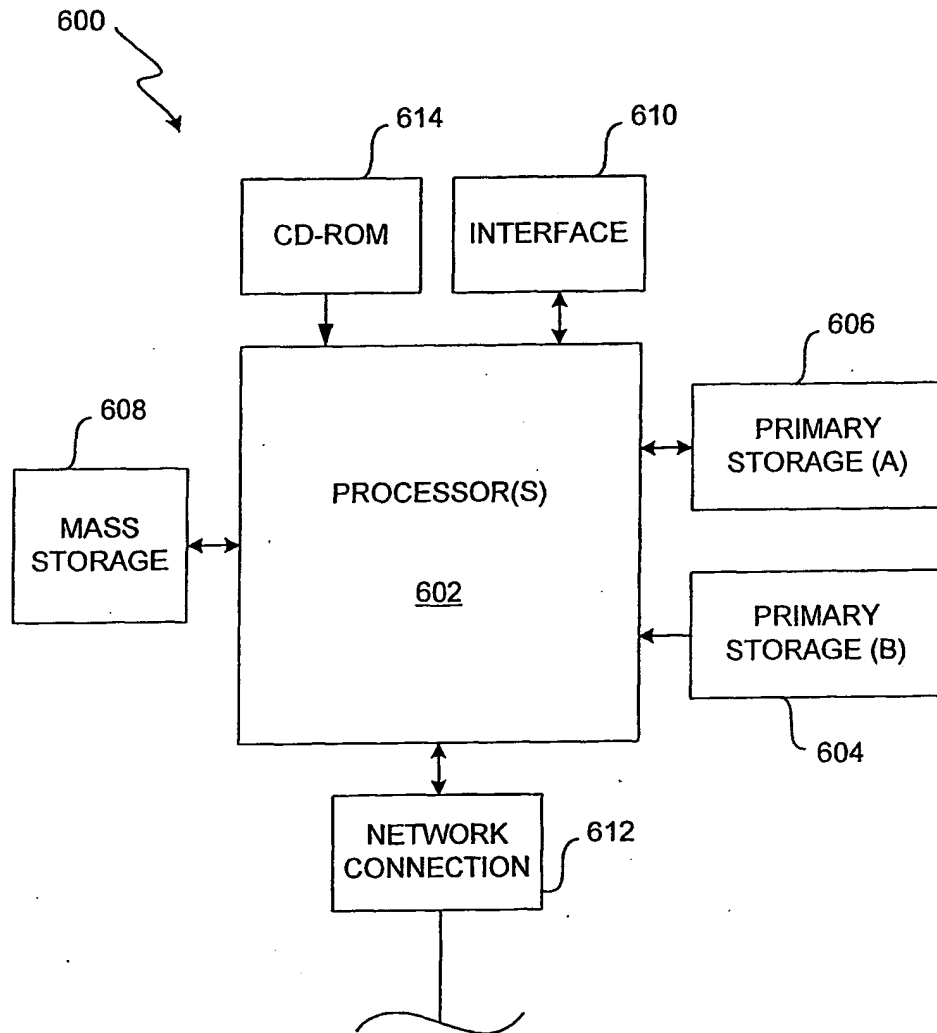 600
614
610
CD-ROM
INTERFACE
606
PRIMARY
STORAGE (A)
608
MASS
STORAGE
PROCESSOR(S)
602
PRIMARY
STORAGE (B)
604
NETWORK
CONNECTION
612